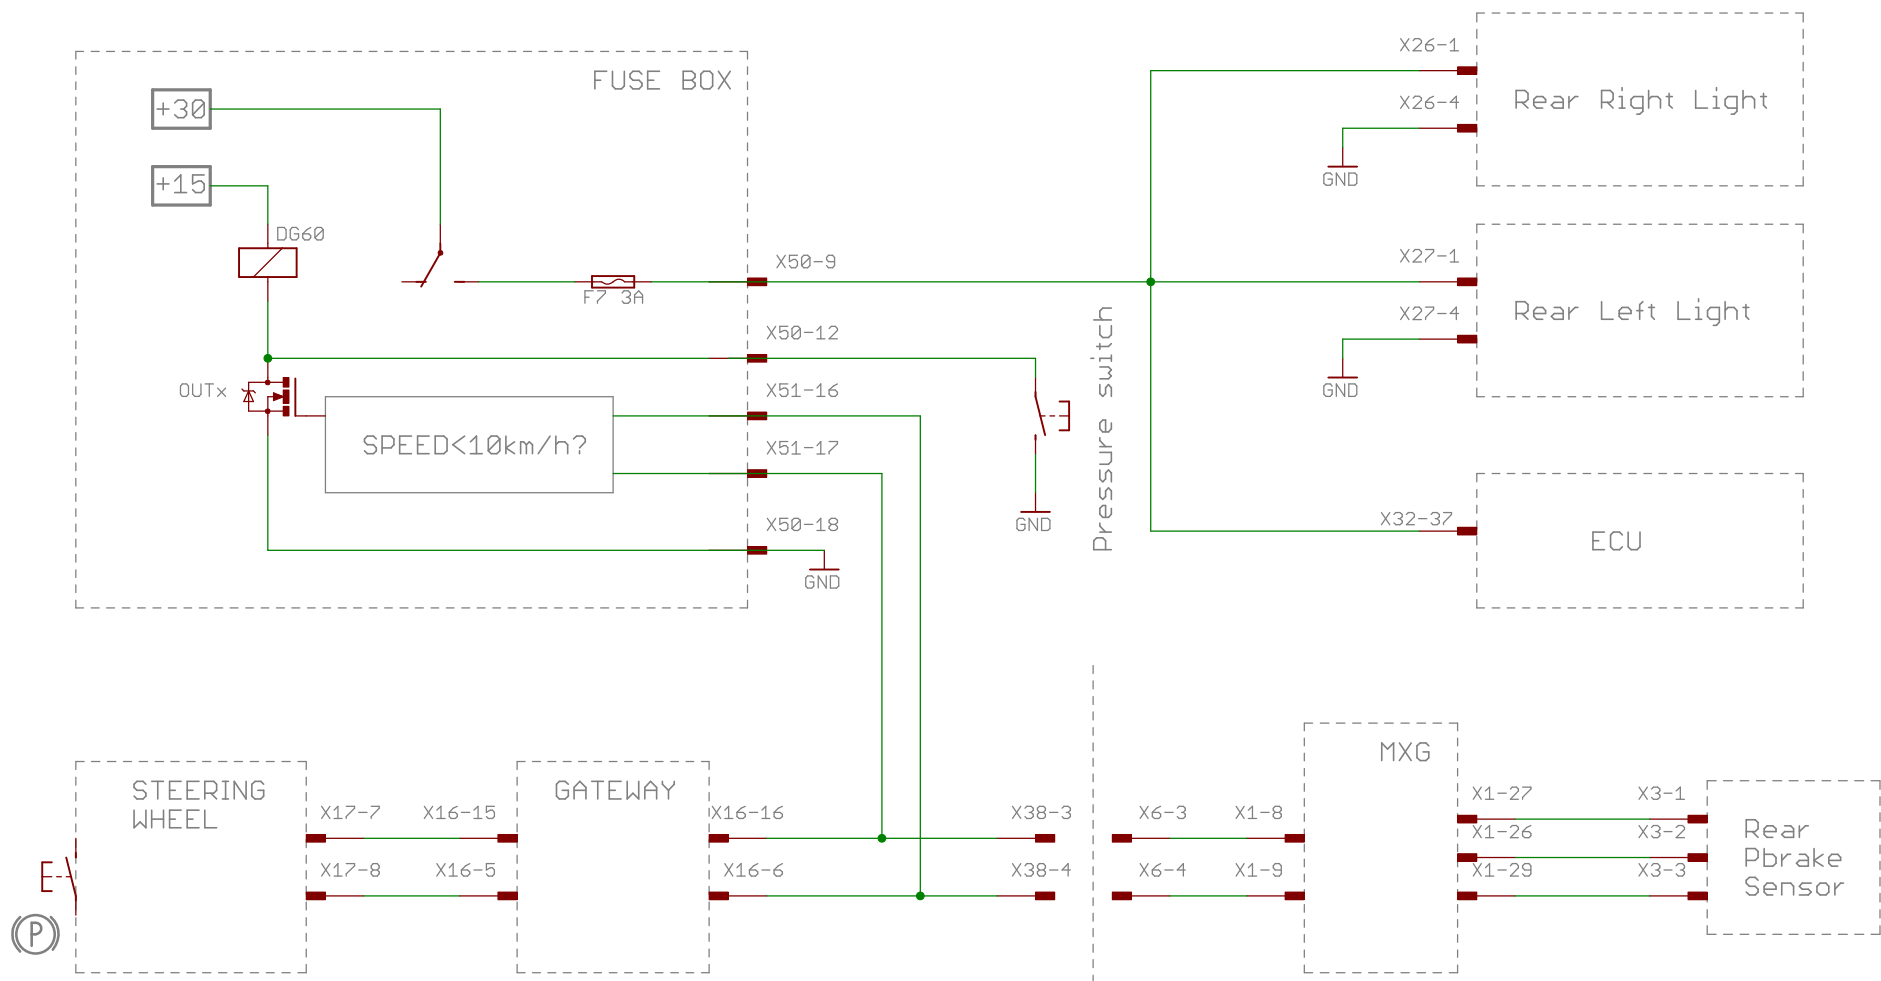 FUSE BOX
+30
+15
DG60
F7 3A
OUTx
SPEED<10km/h?
X50-9
X50-12
X51-16
X51-17
X50-18
GND
GND
Pressure switch
X26-1
X26-4
GND
Rear Right Light
X27-1
X27-4
GND
Rear Left Light
X32-37
ECU
STEERING
WHEEL
P
X17-7
X17-8
X16-15
X16-5
GATEWAY
X16-16
X16-6
X38-3
X38-4
X6-3
X6-4
X1-8
X1-9
MXG
X1-27
X1-26
X1-29
X3-1
X3-2
X3-3
Rear
Pbrake
Sensor